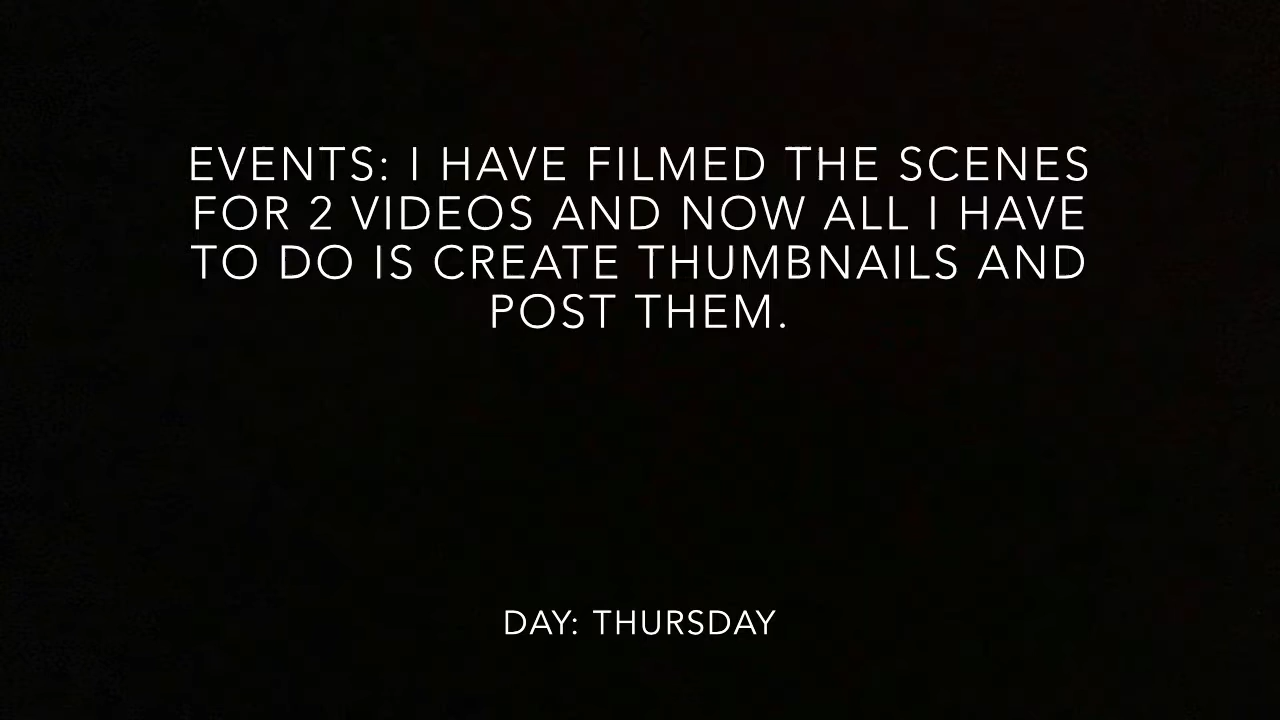 EVENTS: I HAVE FILMED THE SCENES
FOR 2 VIDEOS AND NOW ALL I HAVE
TO DO IS CREATE THUMBNAILS AND
POST THEM.
DAY: THURSDAY